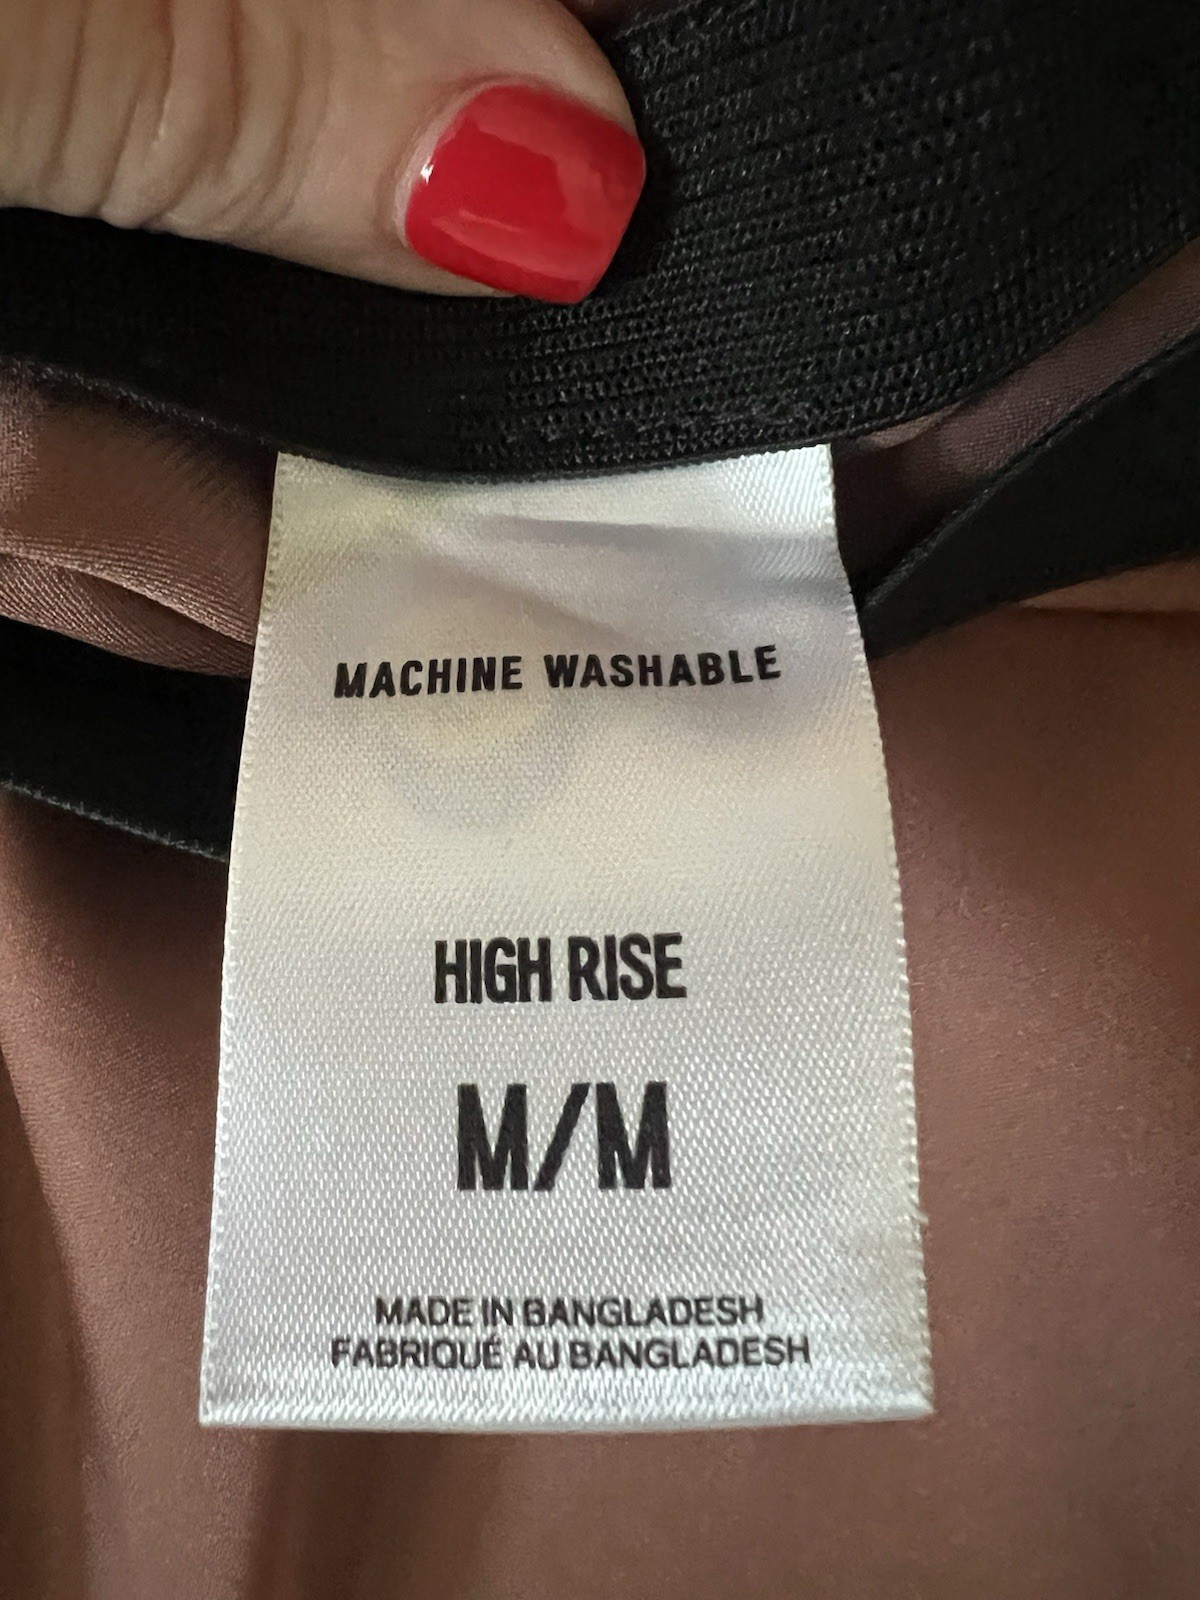 MACHINE WASHABLE
HIGH RISE
M/M
MADE IN BANGLADESH
FABRIQUÉ AU BANGLADESH